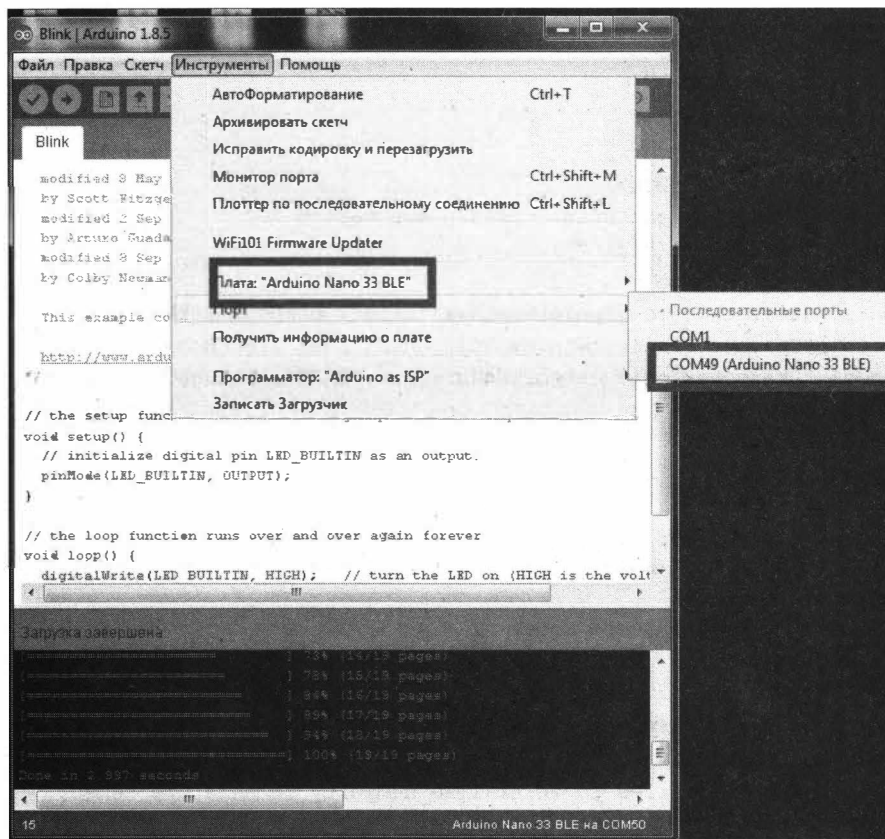 Blink | Arduino 1.8.5
Файл Правка Скетч Инструменты Помощь
АвтоФорматирование Ctrl+T
Архивировать скетч
Исправить кодировку и перезагрузить
Монитор порта Ctrl+Shift+M
Плоттер по последовательному соединению Ctrl+Shift+L
WiFi101 Firmware Updater
Плата: "Arduino Nano 33 BLE"
Порт
Последовательные порты
COM1
COM49 (Arduino Nano 33 BLE)
Получить информацию о плате
Программатор: "Arduino as ISP"
Записать Загрузчик
Blink
modified 8 May
by Scott Fitzge
modified 2 Sep
by Arturo Guada
modified 8 Sep
by Colby Newman
This example co
http://www.ardu
*/
// the setup func
void setup() {
// initialize digital pin LED_BUILTIN as an output.
pinMode(LED_BUILTIN, OUTPUT);
}
// the loop function runs over and over again forever
void loop() {
digitalWrite(LED_BUILTIN, HIGH); // turn the LED on (HIGH is the volt
Загрузка завершена
] 73% (14/19 pages)
] 78% (15/19 pages)
] 84% (16/19 pages)
] 89% (17/19 pages)
] 94% (18/19 pages)
] 100% (19/19 pages)
Done in 2.997 seconds
15
Arduino Nano 33 BLE на COM50